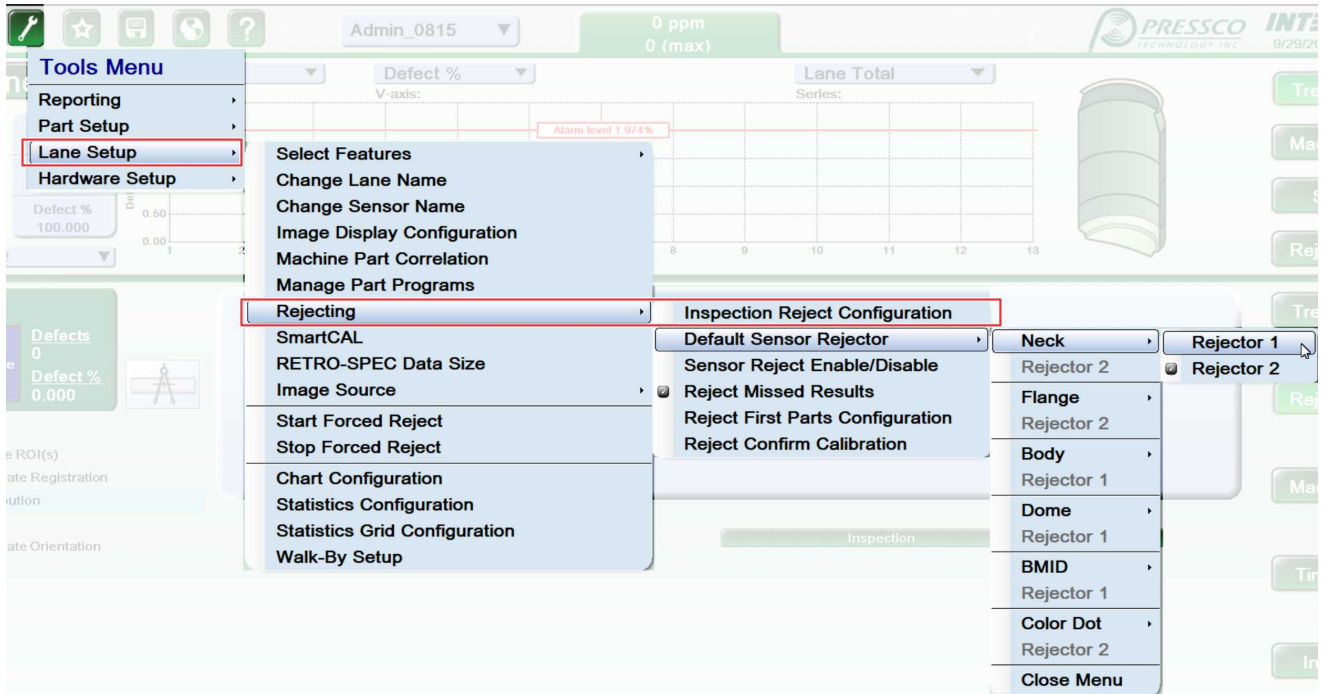 Admin_0815
0 ppm
0 (max)
PRESSCO
TECHNOLOGY INC
Tools Menu
Defect %
Lane Total
V-axis:
Series:
Reporting
Part Setup
Alarm level 1.974%
Lane Setup
Select Features
Hardware Setup
Change Lane Name
Defect %
100.000
0.50
0.00
Change Sensor Name
Image Display Configuration
1
2
8
9
10
11
12
13
Machine Part Correlation
Manage Part Programs
Rejecting
Inspection Reject Configuration
Defects
0
Defect %
0.000
SmartCAL
Default Sensor Rejector
Neck
Rejector 1
RETRO-SPEC Data Size
Sensor Reject Enable/Disable
Rejector 2
Rejector 2
Image Source
Reject Missed Results
Flange
Start Forced Reject
Reject First Parts Configuration
Rejector 2
Stop Forced Reject
Reject Confirm Calibration
Body
ROI(s)
Chart Configuration
Rejector 1
Registration
Statistics Configuration
Dome
Statistics Grid Configuration
Inspection
Rejector 1
Orientation
Walk-By Setup
BMID
Rejector 1
Color Dot
Rejector 2
Close Menu